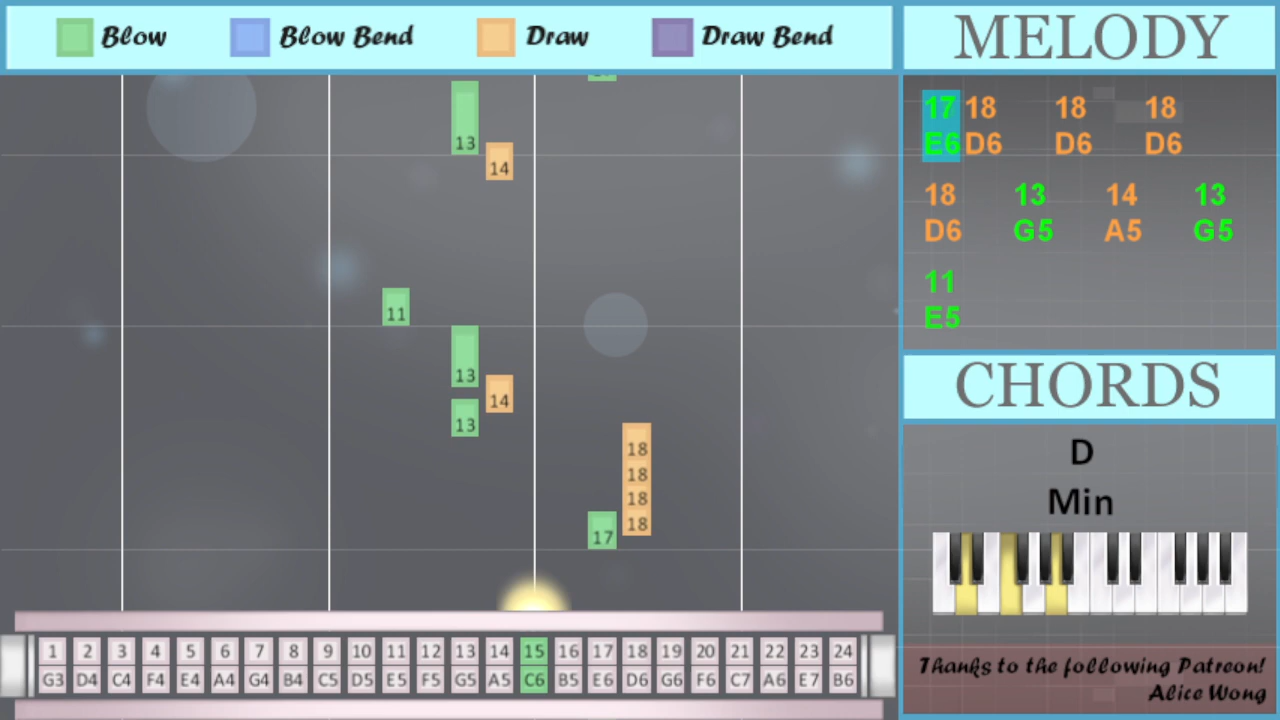 Blow Blow Bend Draw Draw Bend
MELODY
17 18 18 18
E6 D6 D6 D6
18 13 14 13
D6 G5 A5 G5
11
E5
CHORDS
D
Min
13
14
11
13
14
13
18
18
18
18
17
1 2 3 4 5 6 7 8 9 10 11 12 13 14 15 16 17 18 19 20 21 22 23 24
G3 D4 C4 F4 E4 A4 G4 B4 C5 D5 E5 F5 G5 A5 C6 B5 E6 D6 G6 F6 C7 A6 E7 B6
Thanks to the following Patreon!
Alice Wong